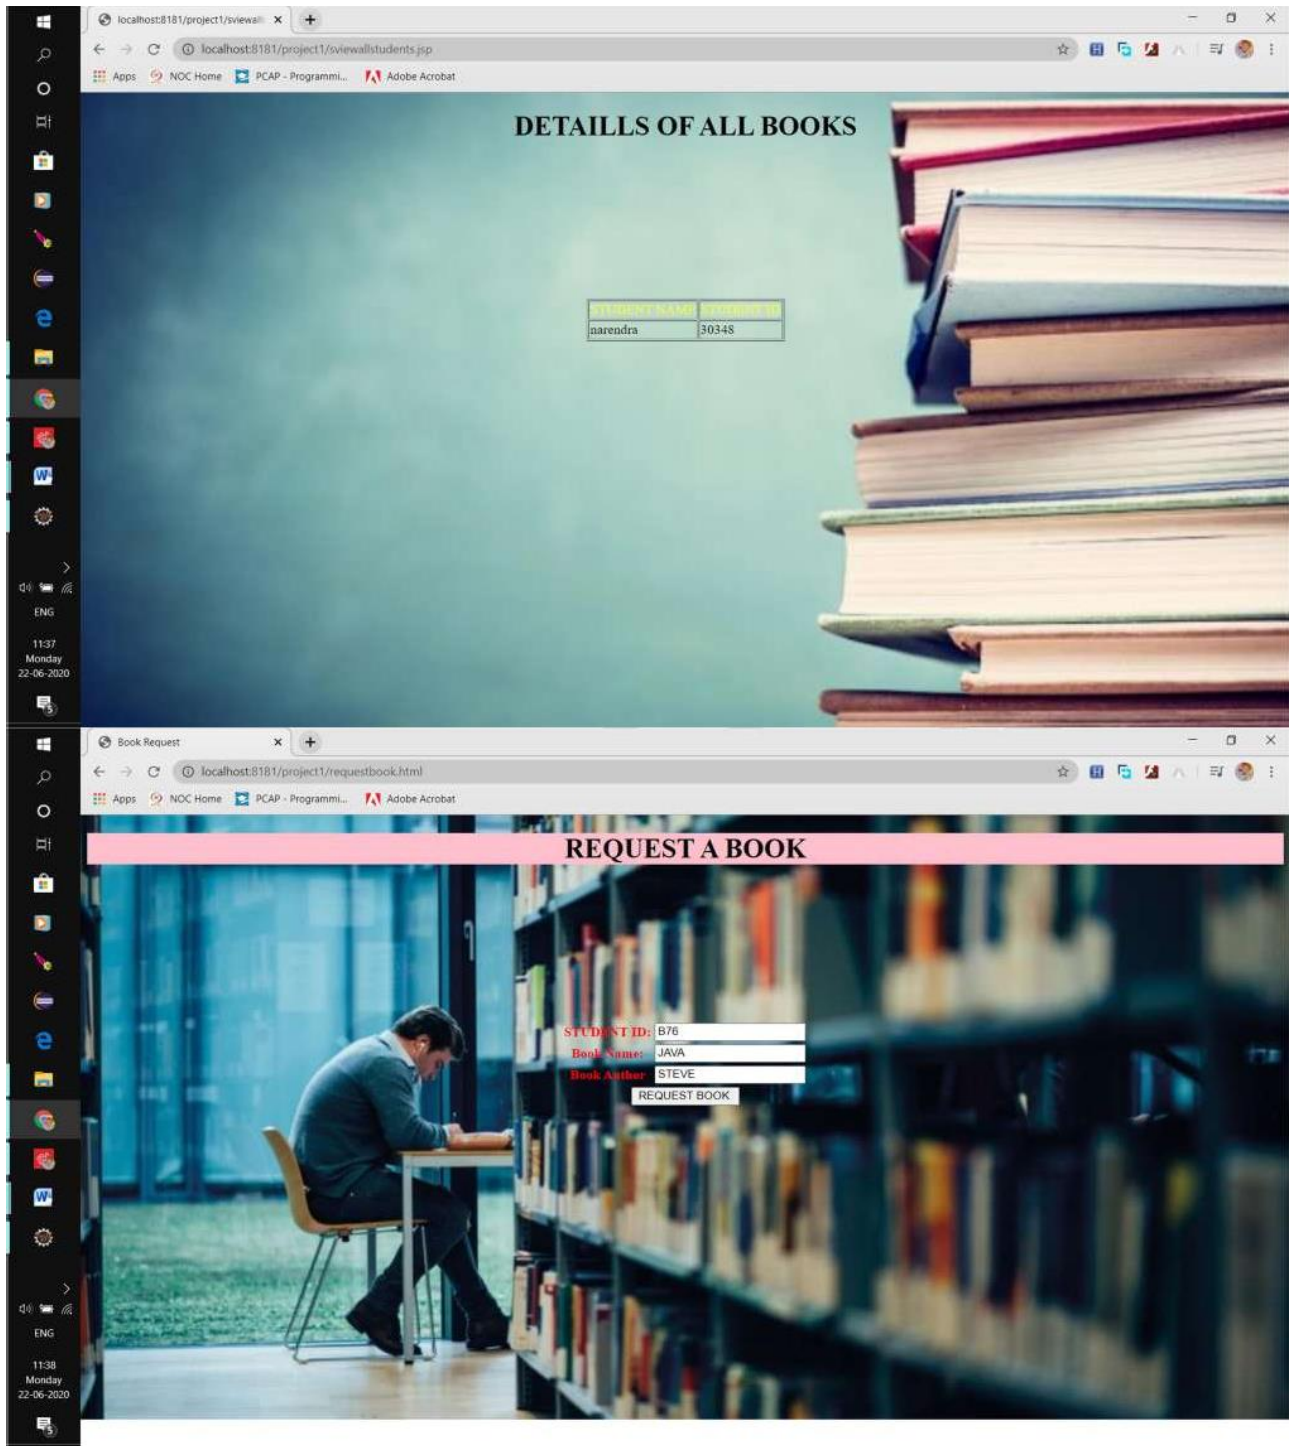 localhost:8181/project1/sviewall
localhost:8181/project1/sviewallstudents.jsp
Apps NOC Home PCAP - Programmi... Adobe Acrobat
DETAILLS OF ALL BOOKS
STUDENT NAME STUDENT ID
narendra 30348
ENG
11:37
Monday
22-06-2020
5
Book Request
localhost:8181/project1/requestbook.html
Apps NOC Home PCAP - Programmi... Adobe Acrobat
REQUEST A BOOK
STUDENT ID: B76
Book Name: JAVA
Book Author STEVE
REQUEST BOOK
ENG
11:38
Monday
22-06-2020
5